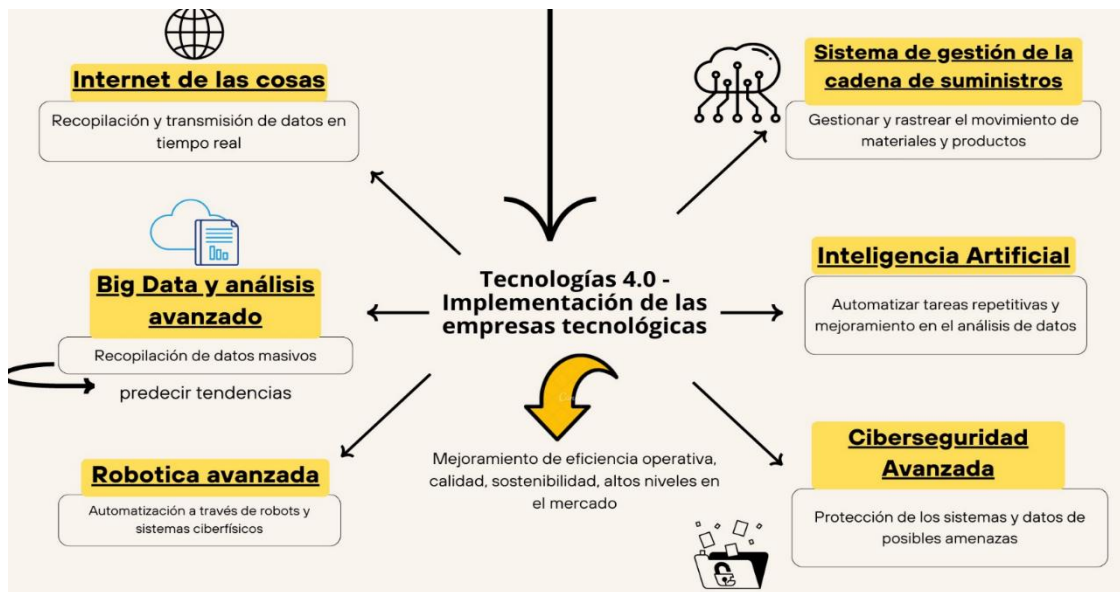 Internet de las cosas
Recopilación y transmisión de datos en
tiempo real
Sistema de gestión de la
cadena de suministros
Gestionar y rastrear el movimiento de
materiales y productos
Big Data y análisis
avanzado
Recopilación de datos masivos
predecir tendencias
Tecnologías 4.0 -
Implementación de las
empresas tecnológicas
Inteligencia Artificial
Automatizar tareas repetitivas y
mejoramiento en el análisis de datos
Robotica avanzada
Automatización a través de robots y
sistemas ciberfísicos
Mejoramiento de eficiencia operativa,
calidad, sostenibilidad, altos niveles en
el mercado
Ciberseguridad
Avanzada
Protección de los sistemas y datos de
posibles amenazas